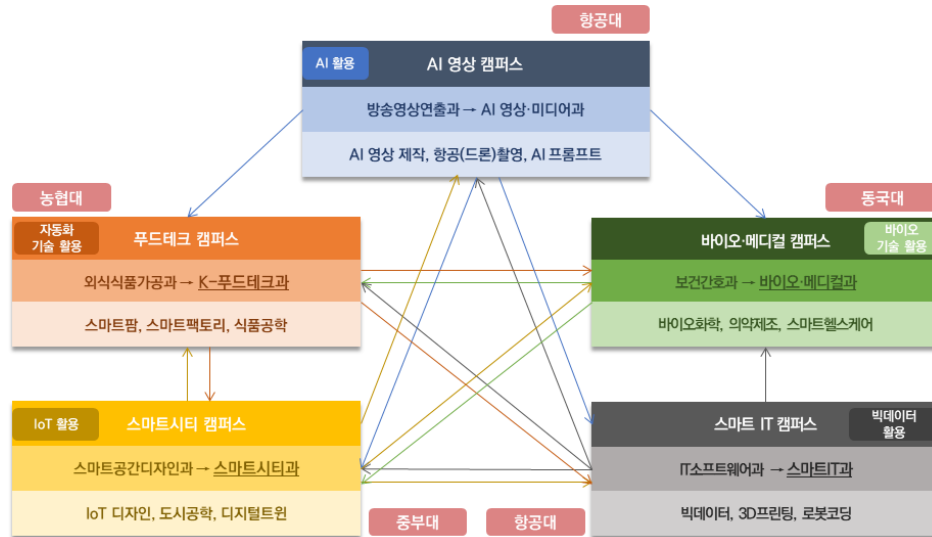 항공대
AI 활용
AI 영상 캠퍼스
방송영상연출과 → AI 영상·미디어과
AI 영상 제작, 항공(드론)촬영, AI 프롬프트
농협대
동국대
자동화
기술 활용
푸드테크 캠퍼스
외식식품가공과 → K-푸드테크과
스마트팜, 스마트팩토리, 식품공학
바이오·메디컬 캠퍼스
바이오
기술 활용
보건간호과 → 바이오·메디컬과
바이오화학, 의약제조, 스마트헬스케어
IoT 활용
스마트시티 캠퍼스
스마트공간디자인과 → 스마트시티과
IoT 디자인, 도시공학, 디지털트윈
스마트 IT 캠퍼스
빅데이터
활용
IT소프트웨어과 → 스마트IT과
빅데이터, 3D프린팅, 로봇코딩
중부대
항공대